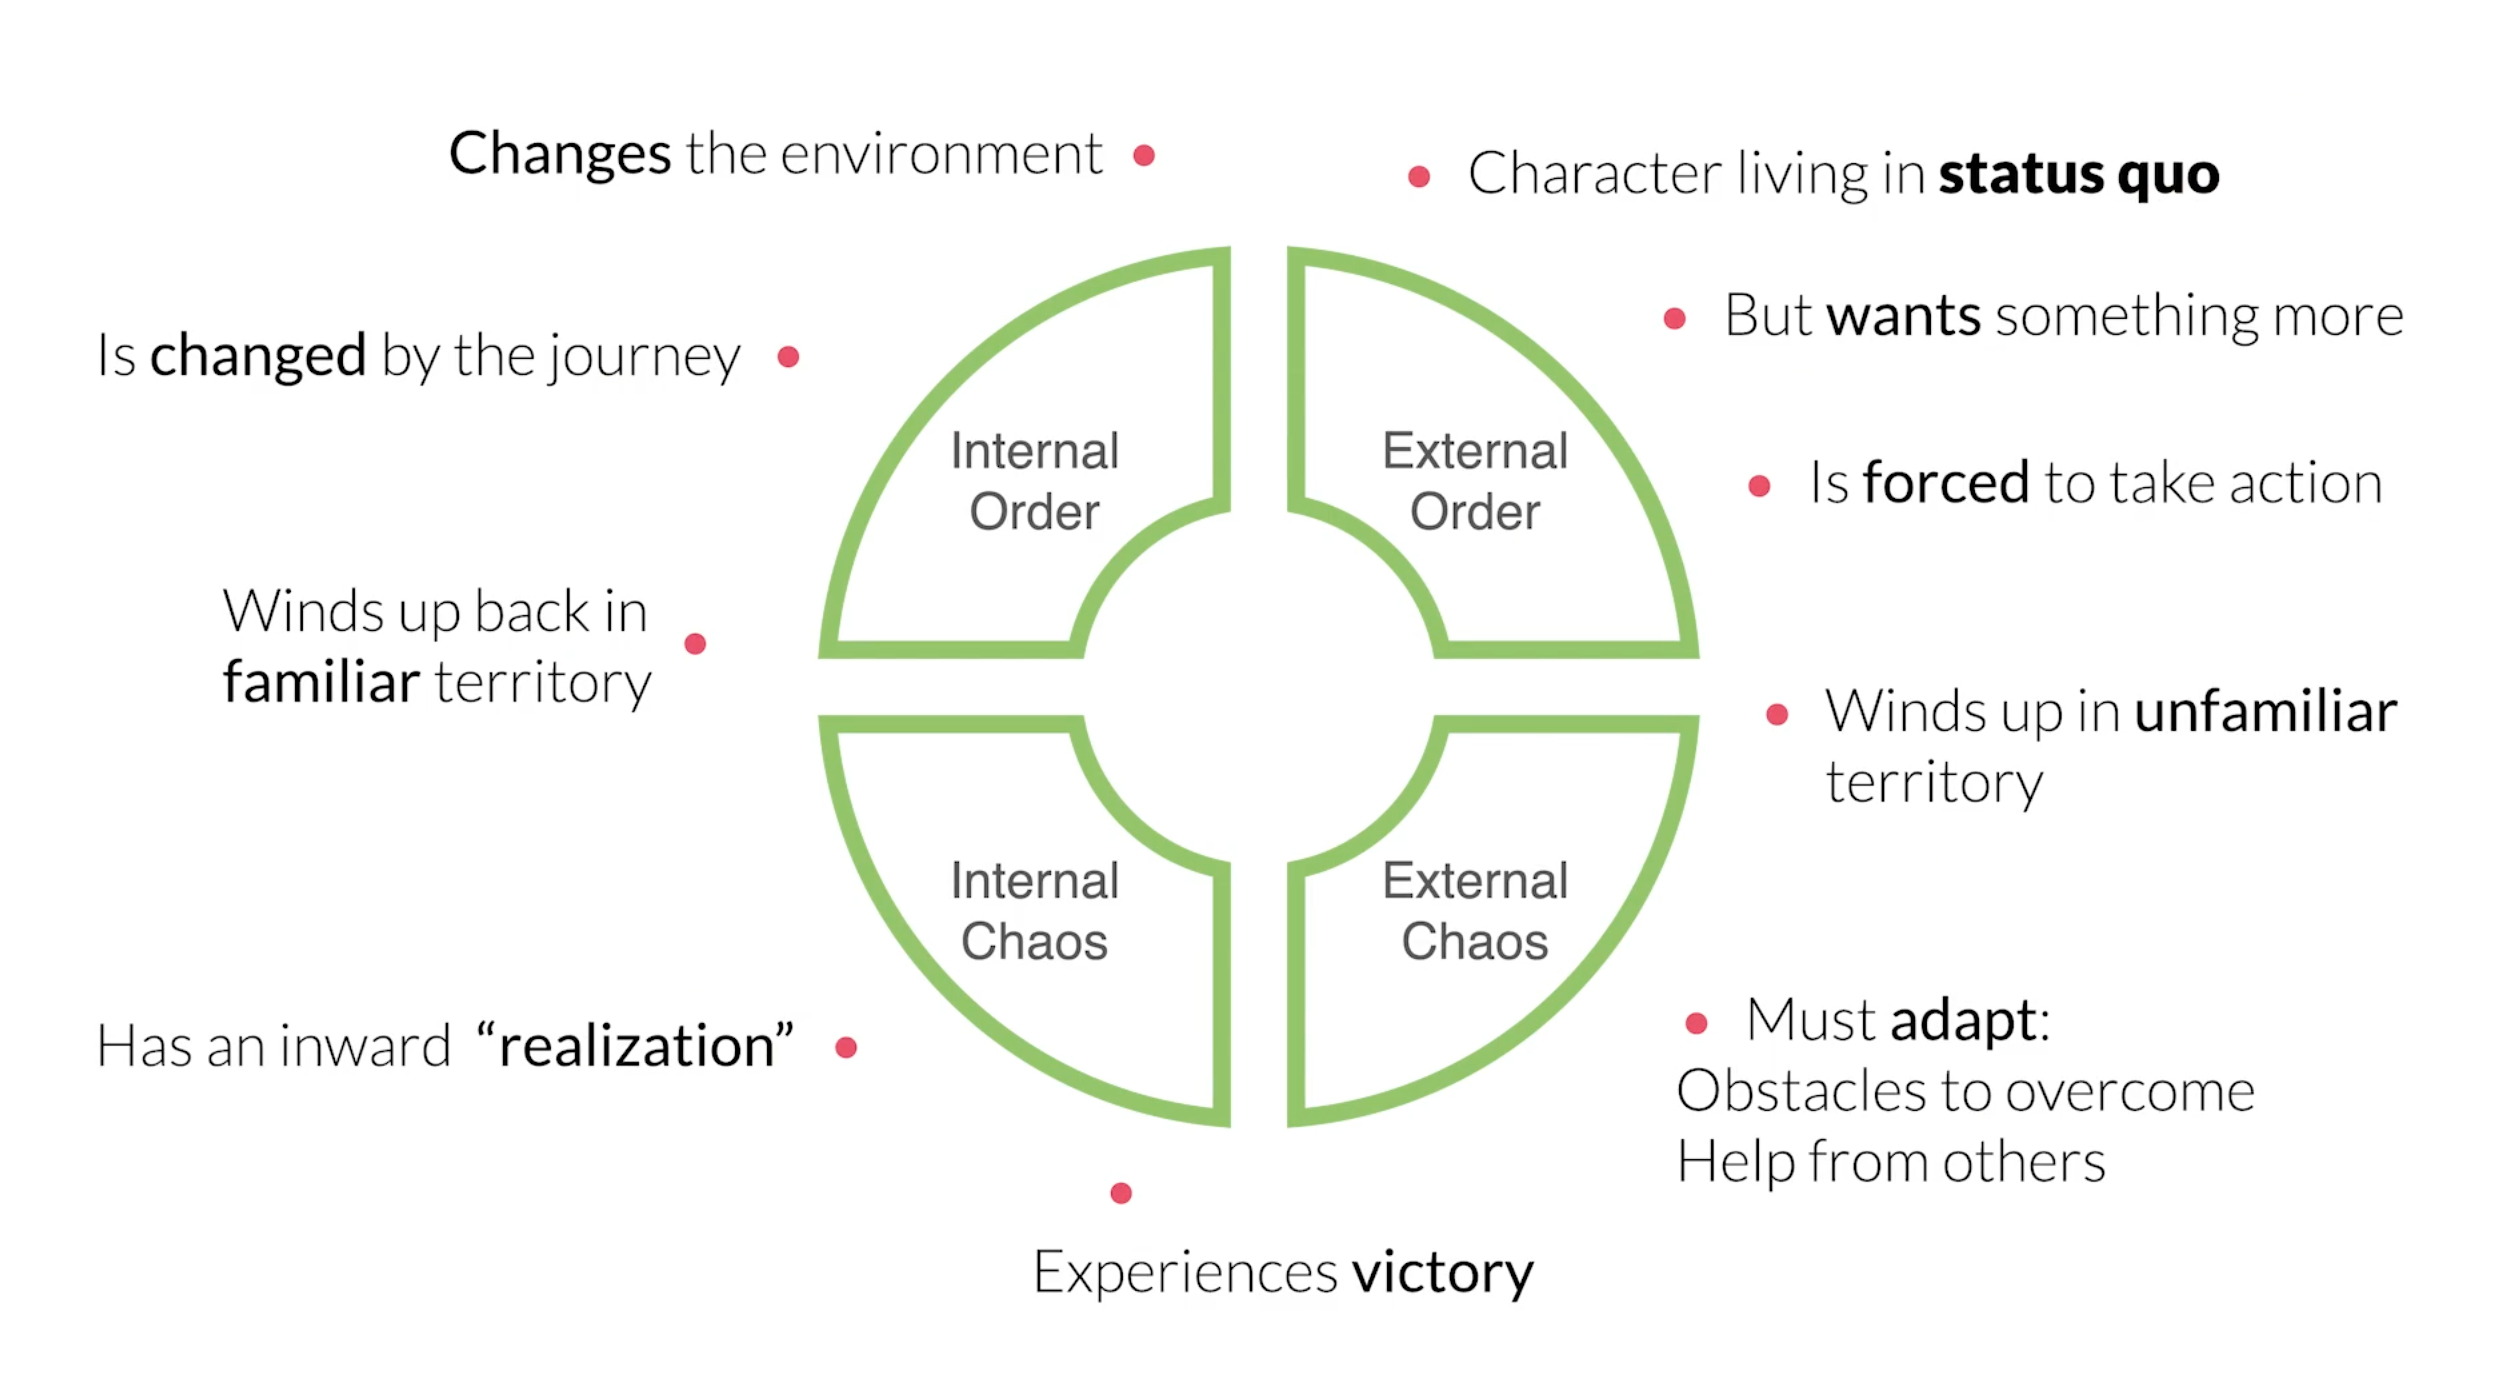 Changes the environment
Character living in status quo
But wants something more
Is changed by the journey
Is forced to take action
Internal
Order
External
Order
Winds up back in
familiar territory
Winds up in unfamiliar
territory
Internal
Chaos
External
Chaos
Has an inward “realization”
Must adapt:
Obstacles to overcome
Help from others
Experiences victory